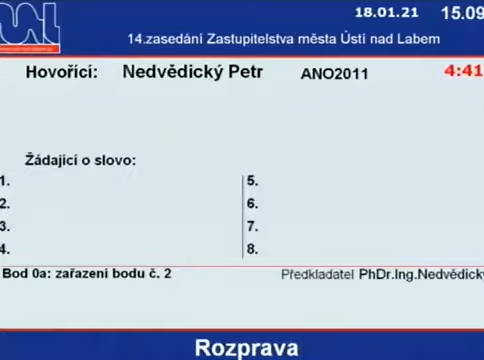 18.01.21 15.09
14.zasedání Zastupitelstva města Ústí nad Labem
Hovořící: Nedvědický Petr ANO2011 4:41
Žádající o slovo:
1. 5.
2. 6.
3. 7.
4. 8.
Bod 0a: zařazení bodu č. 2 Předkladatel PhDr.Ing.Nedvědický
Rozprava